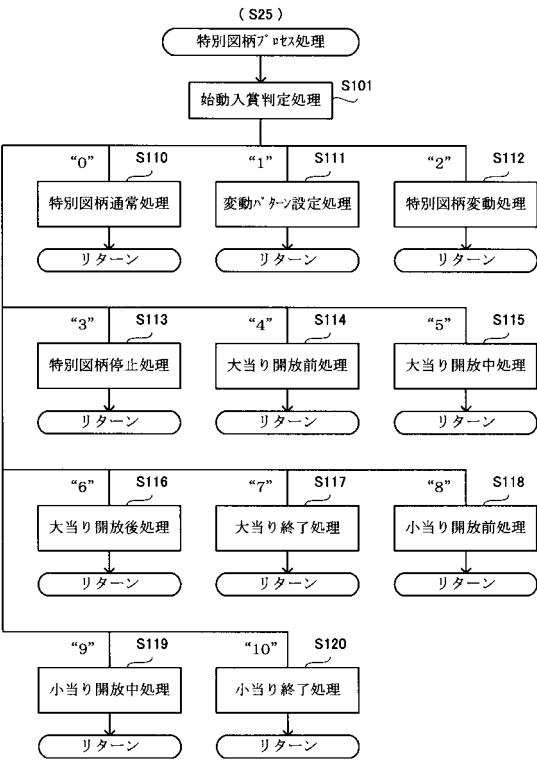 (S25)
特別図柄ﾌﾟﾛｾｽ処理
S101
始動入賞判定処理
“0” S110 “1” S111 “2” S112
特別図柄通常処理 変動ﾊﾟﾀｰﾝ設定処理 特別図柄変動処理
リターン リターン リターン
“3” S113 “4” S114 “5” S115
特別図柄停止処理 大当り開放前処理 大当り開放中処理
リターン リターン リターン
“6” S116 “7” S117 “8” S118
大当り開放後処理 大当り終了処理 小当り開放前処理
リターン リターン リターン
“9” S119 “10” S120
小当り開放中処理 小当り終了処理
リターン リターン